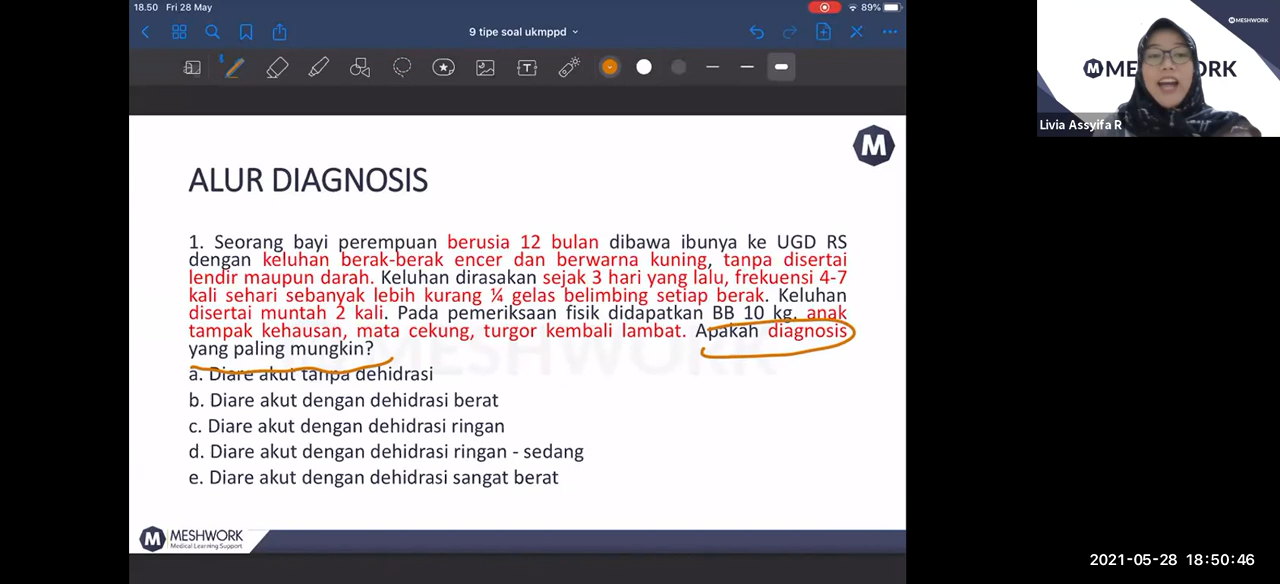 18.50 Fri 28 May
89%
9 tipe soal ukmppd
MESHWORK
Livia Assyifa R
M
ALUR DIAGNOSIS
1. Seorang bayi perempuan berusia 12 bulan dibawa ibunya ke UGD RS
dengan keluhan berak-berak encer dan berwarna kuning, tanpa disertai
lendir maupun darah. Keluhan dirasakan sejak 3 hari yang lalu, frekuensi 4-7
kali sehari sebanyak lebih kurang ¼ gelas belimbing setiap berak. Keluhan
disertai muntah 2 kali. Pada pemeriksaan fisik didapatkan BB 10 kg, anak
tampak kehausan, mata cekung, turgor kembali lambat. Apakah diagnosis
yang paling mungkin?
a. Diare akut tanpa dehidrasi
b. Diare akut dengan dehidrasi berat
c. Diare akut dengan dehidrasi ringan
d. Diare akut dengan dehidrasi ringan - sedang
e. Diare akut dengan dehidrasi sangat berat
MESHWORK
M MESHWORK
Medical Learning Support
2021-05-28 18:50:46